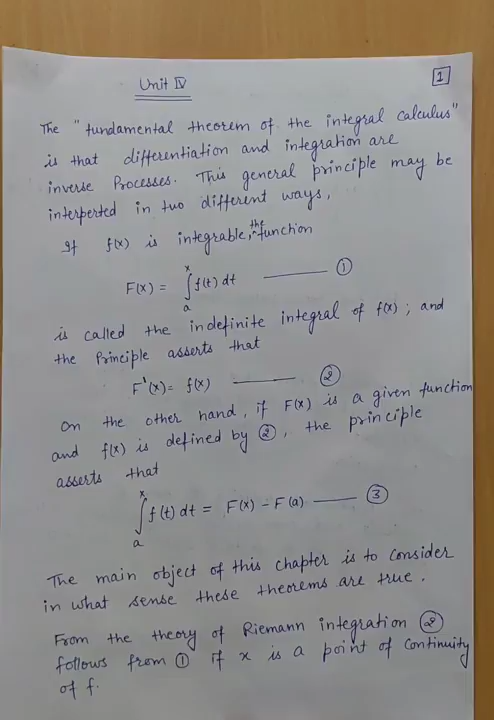 Unit IV
1
The "fundamental theorem of the integral calculus"
is that differentiation and integration are
inverse Processes. This general principle may be
interperted in two different ways,
If f(x) is integrable, the function
F(x) = ∫ₐˣ f(t) dt —— ①
is called the indefinite integral of f(x) ; and
the Principle asserts that
F'(x) = f(x) —— ②
On the other hand, if F(x) is a given function
and f(x) is defined by ②, the principle
asserts that
∫ₐˣ f(t) dt = F(x) - F(a) —— ③
The main object of this chapter is to consider
in what sense these theorems are true.
From the theory of Riemann integration ②
follows from ① if x is a point of Continuity
of f.